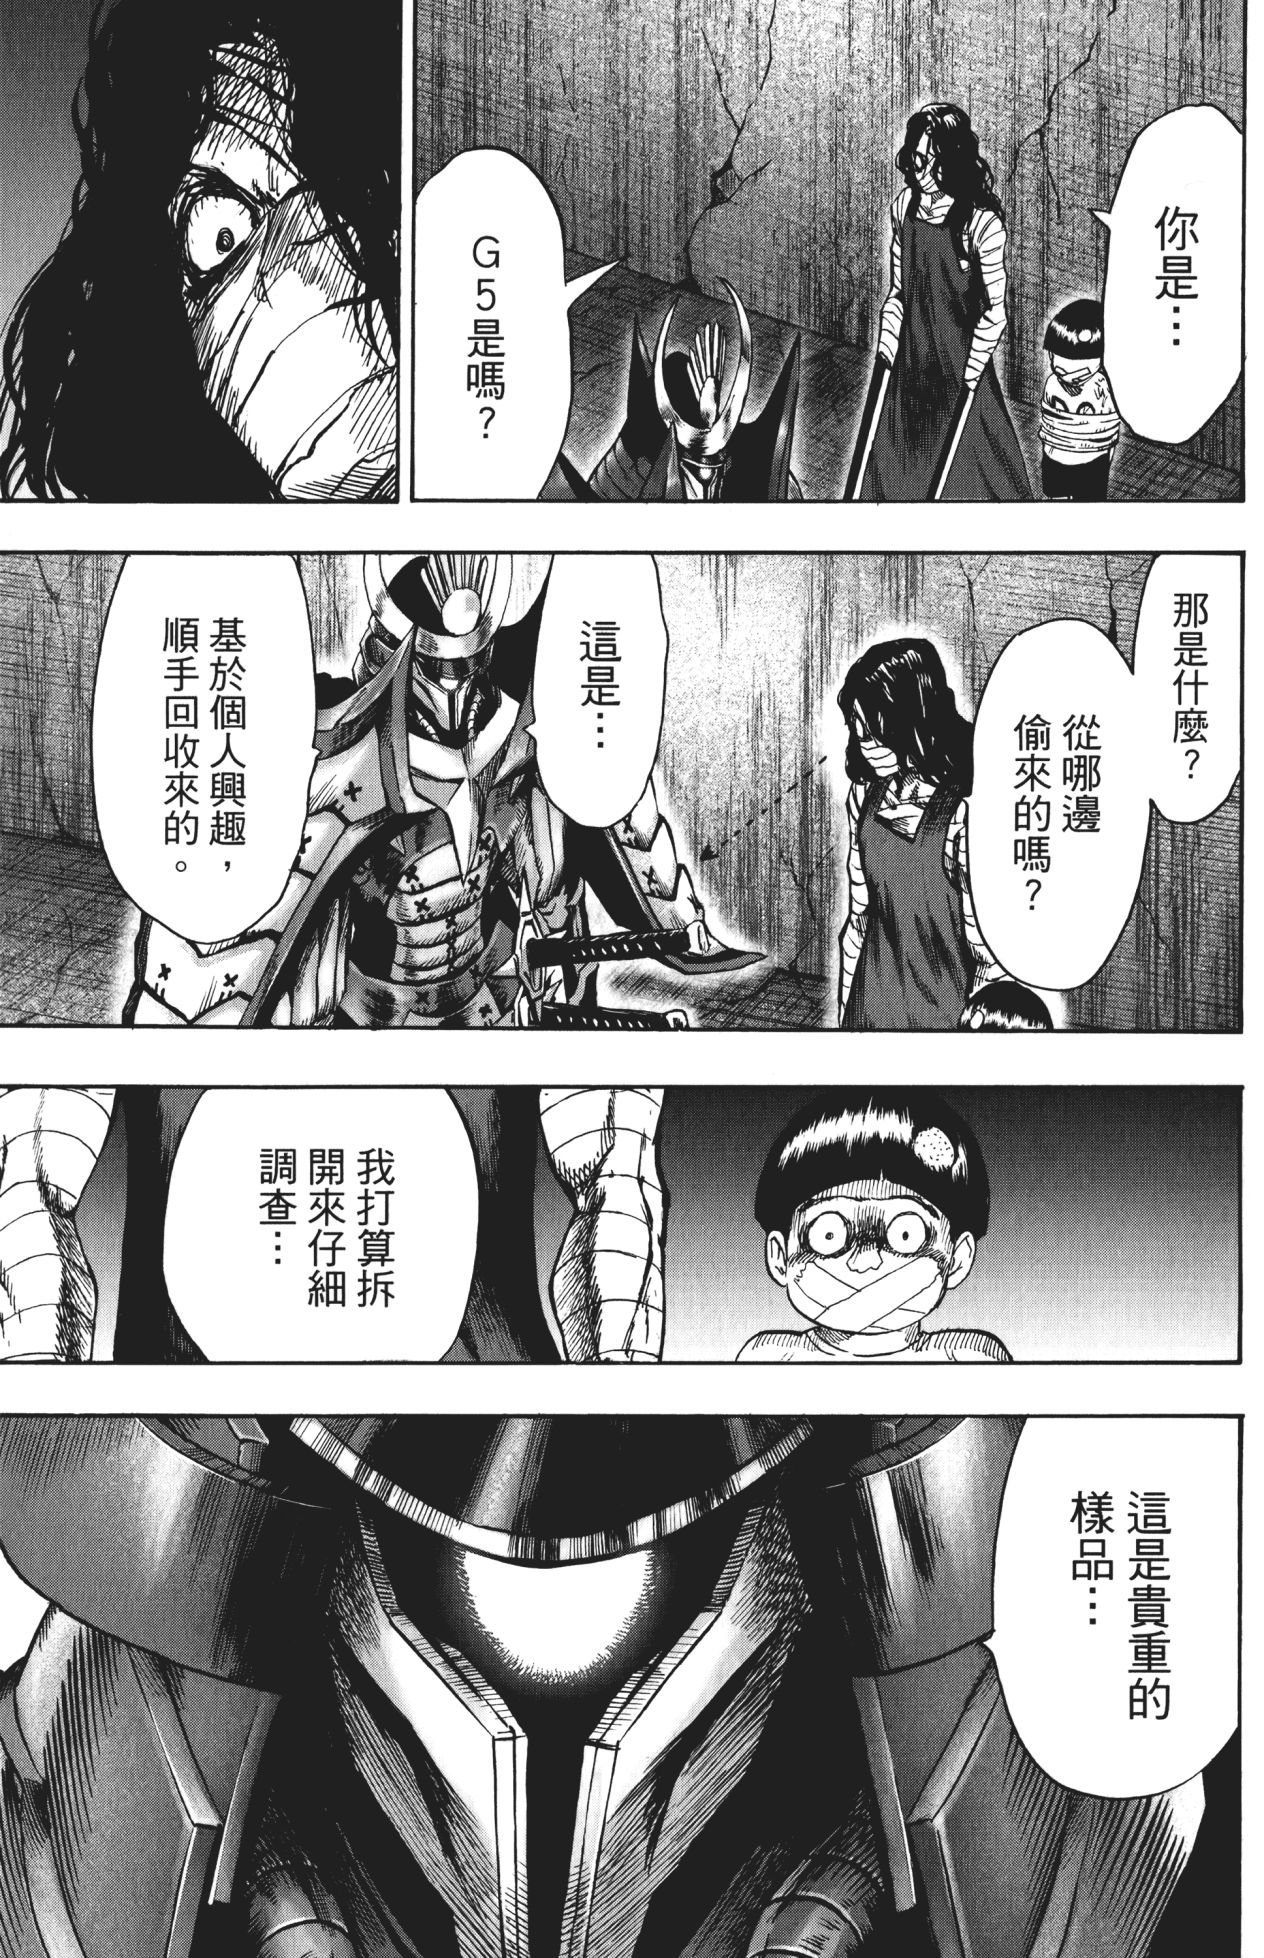 你是…
G5是嗎?
那是什麼?
從哪邊
偷來的嗎?
這是…
基於個人興趣，
順手回收來的。
我打算拆
開來仔細
調查…
這是貴重的
樣品…